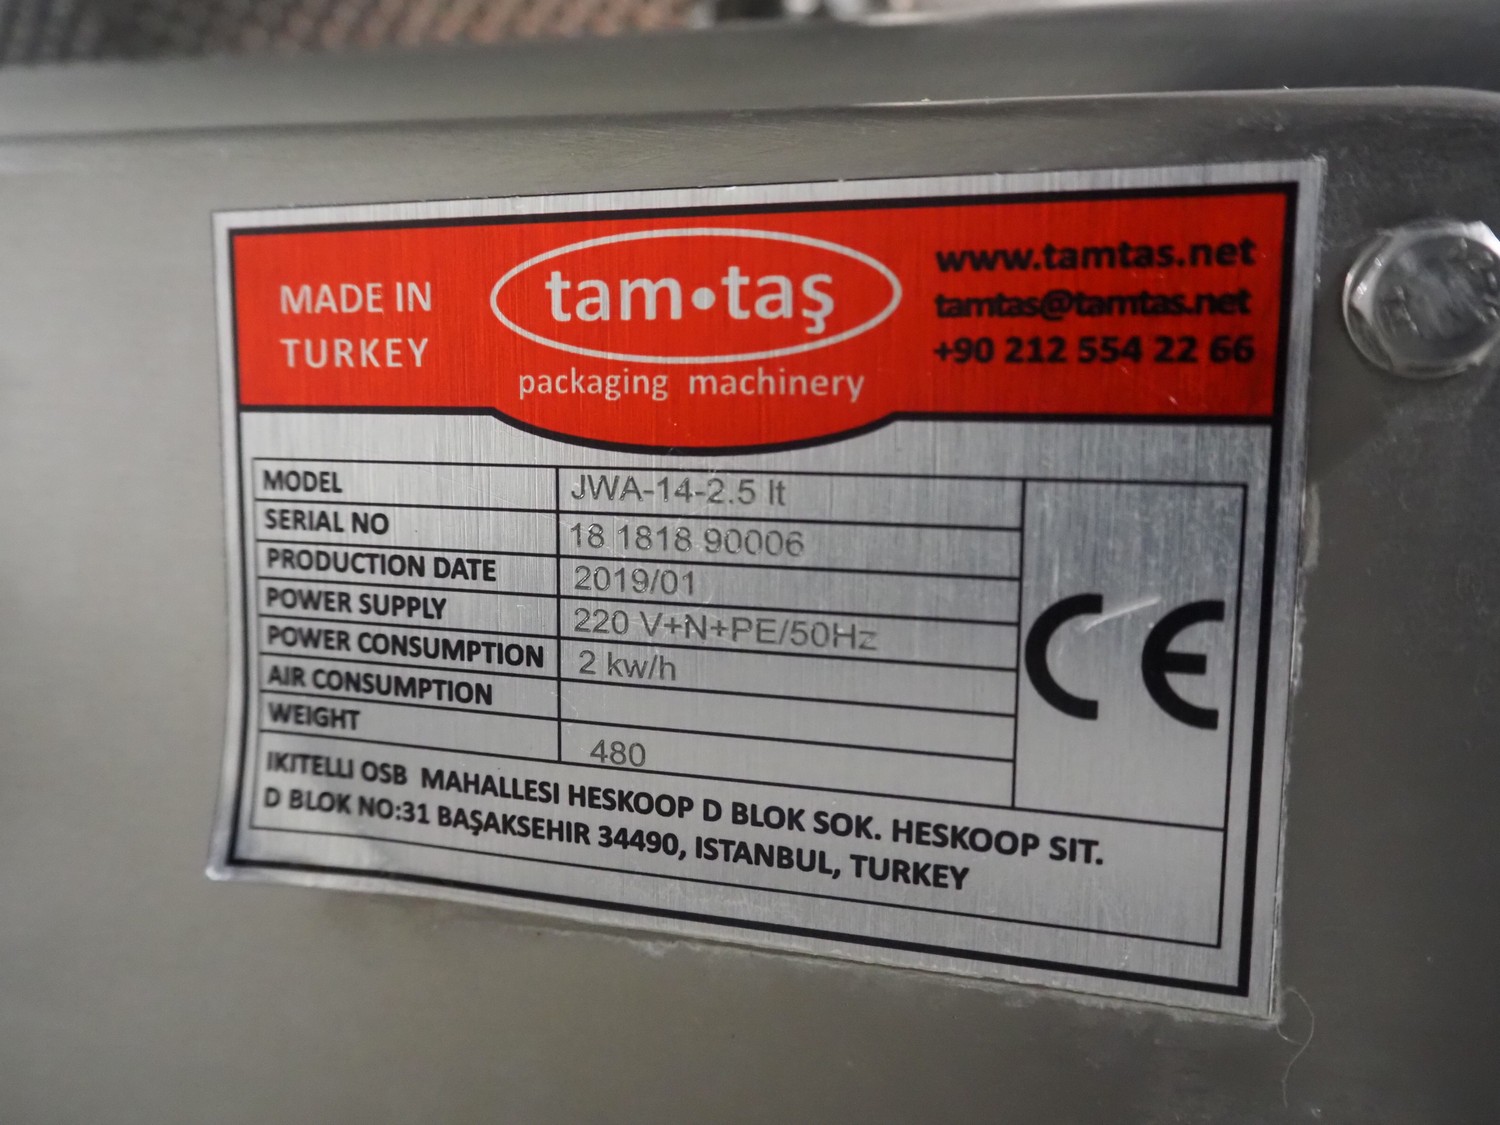 MADE IN
TURKEY
tam•taş
packaging machinery
www.tamtas.net
tamtas@tamtas.net
+90 212 554 22 66
MODEL JWA-14-2.5 lt
SERIAL NO 18 1818 90006
PRODUCTION DATE 2019/01
POWER SUPPLY 220 V+N+PE/50Hz
POWER CONSUMPTION 2 kw/h
AIR CONSUMPTION
WEIGHT 480
CE
IKITELLI OSB MAHALLESI HESKOOP D BLOK SOK. HESKOOP SIT.
D BLOK NO:31 BAŞAKSEHIR 34490, ISTANBUL, TURKEY